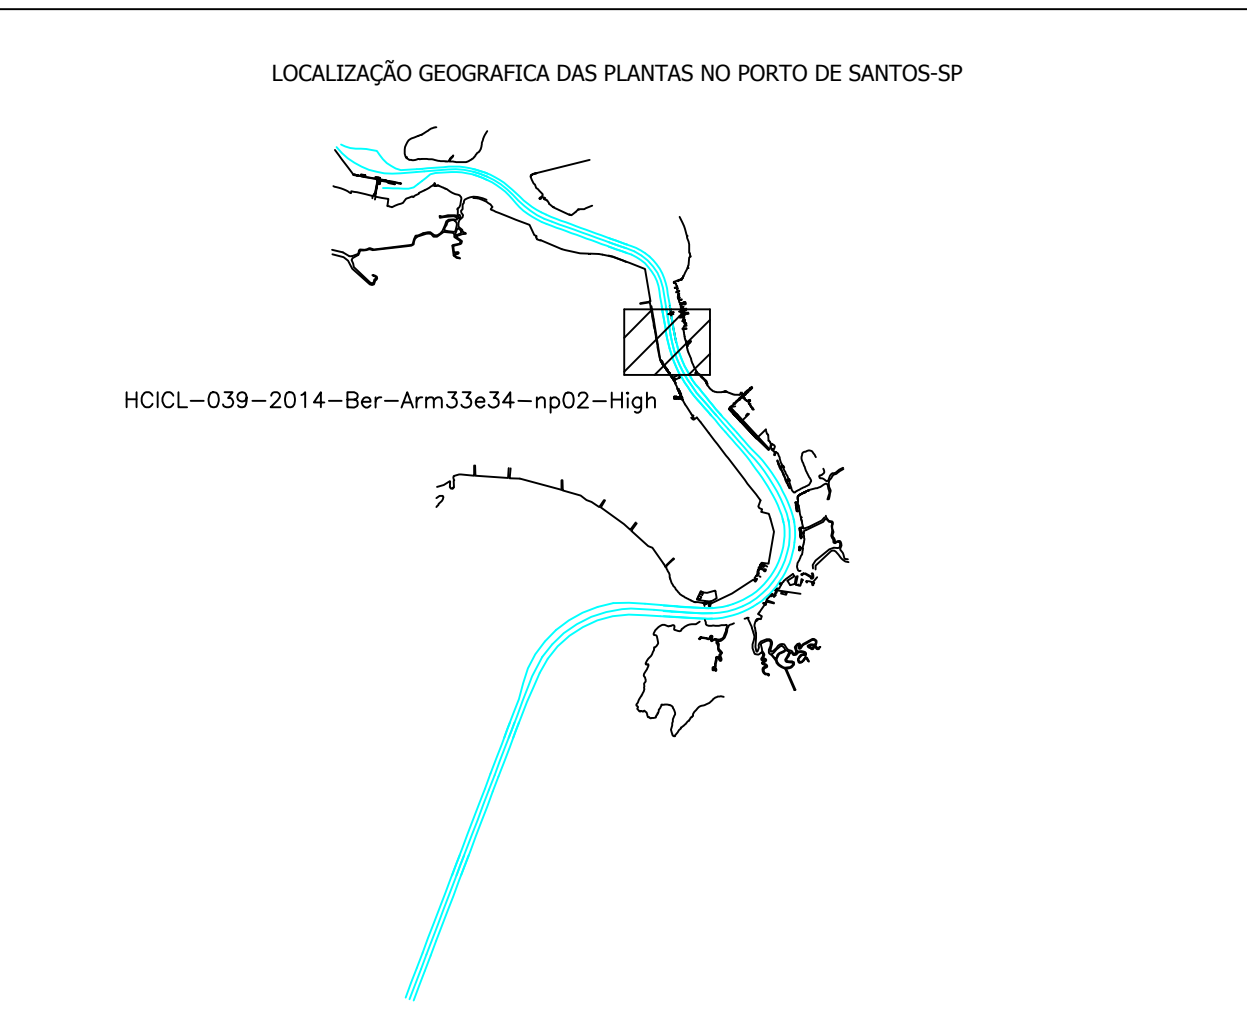 LOCALIZAÇÃO GEOGRAFICA DAS PLANTAS NO PORTO DE SANTOS-SP
HCICL-039-2014-Ber-Arm33e34-np02-High